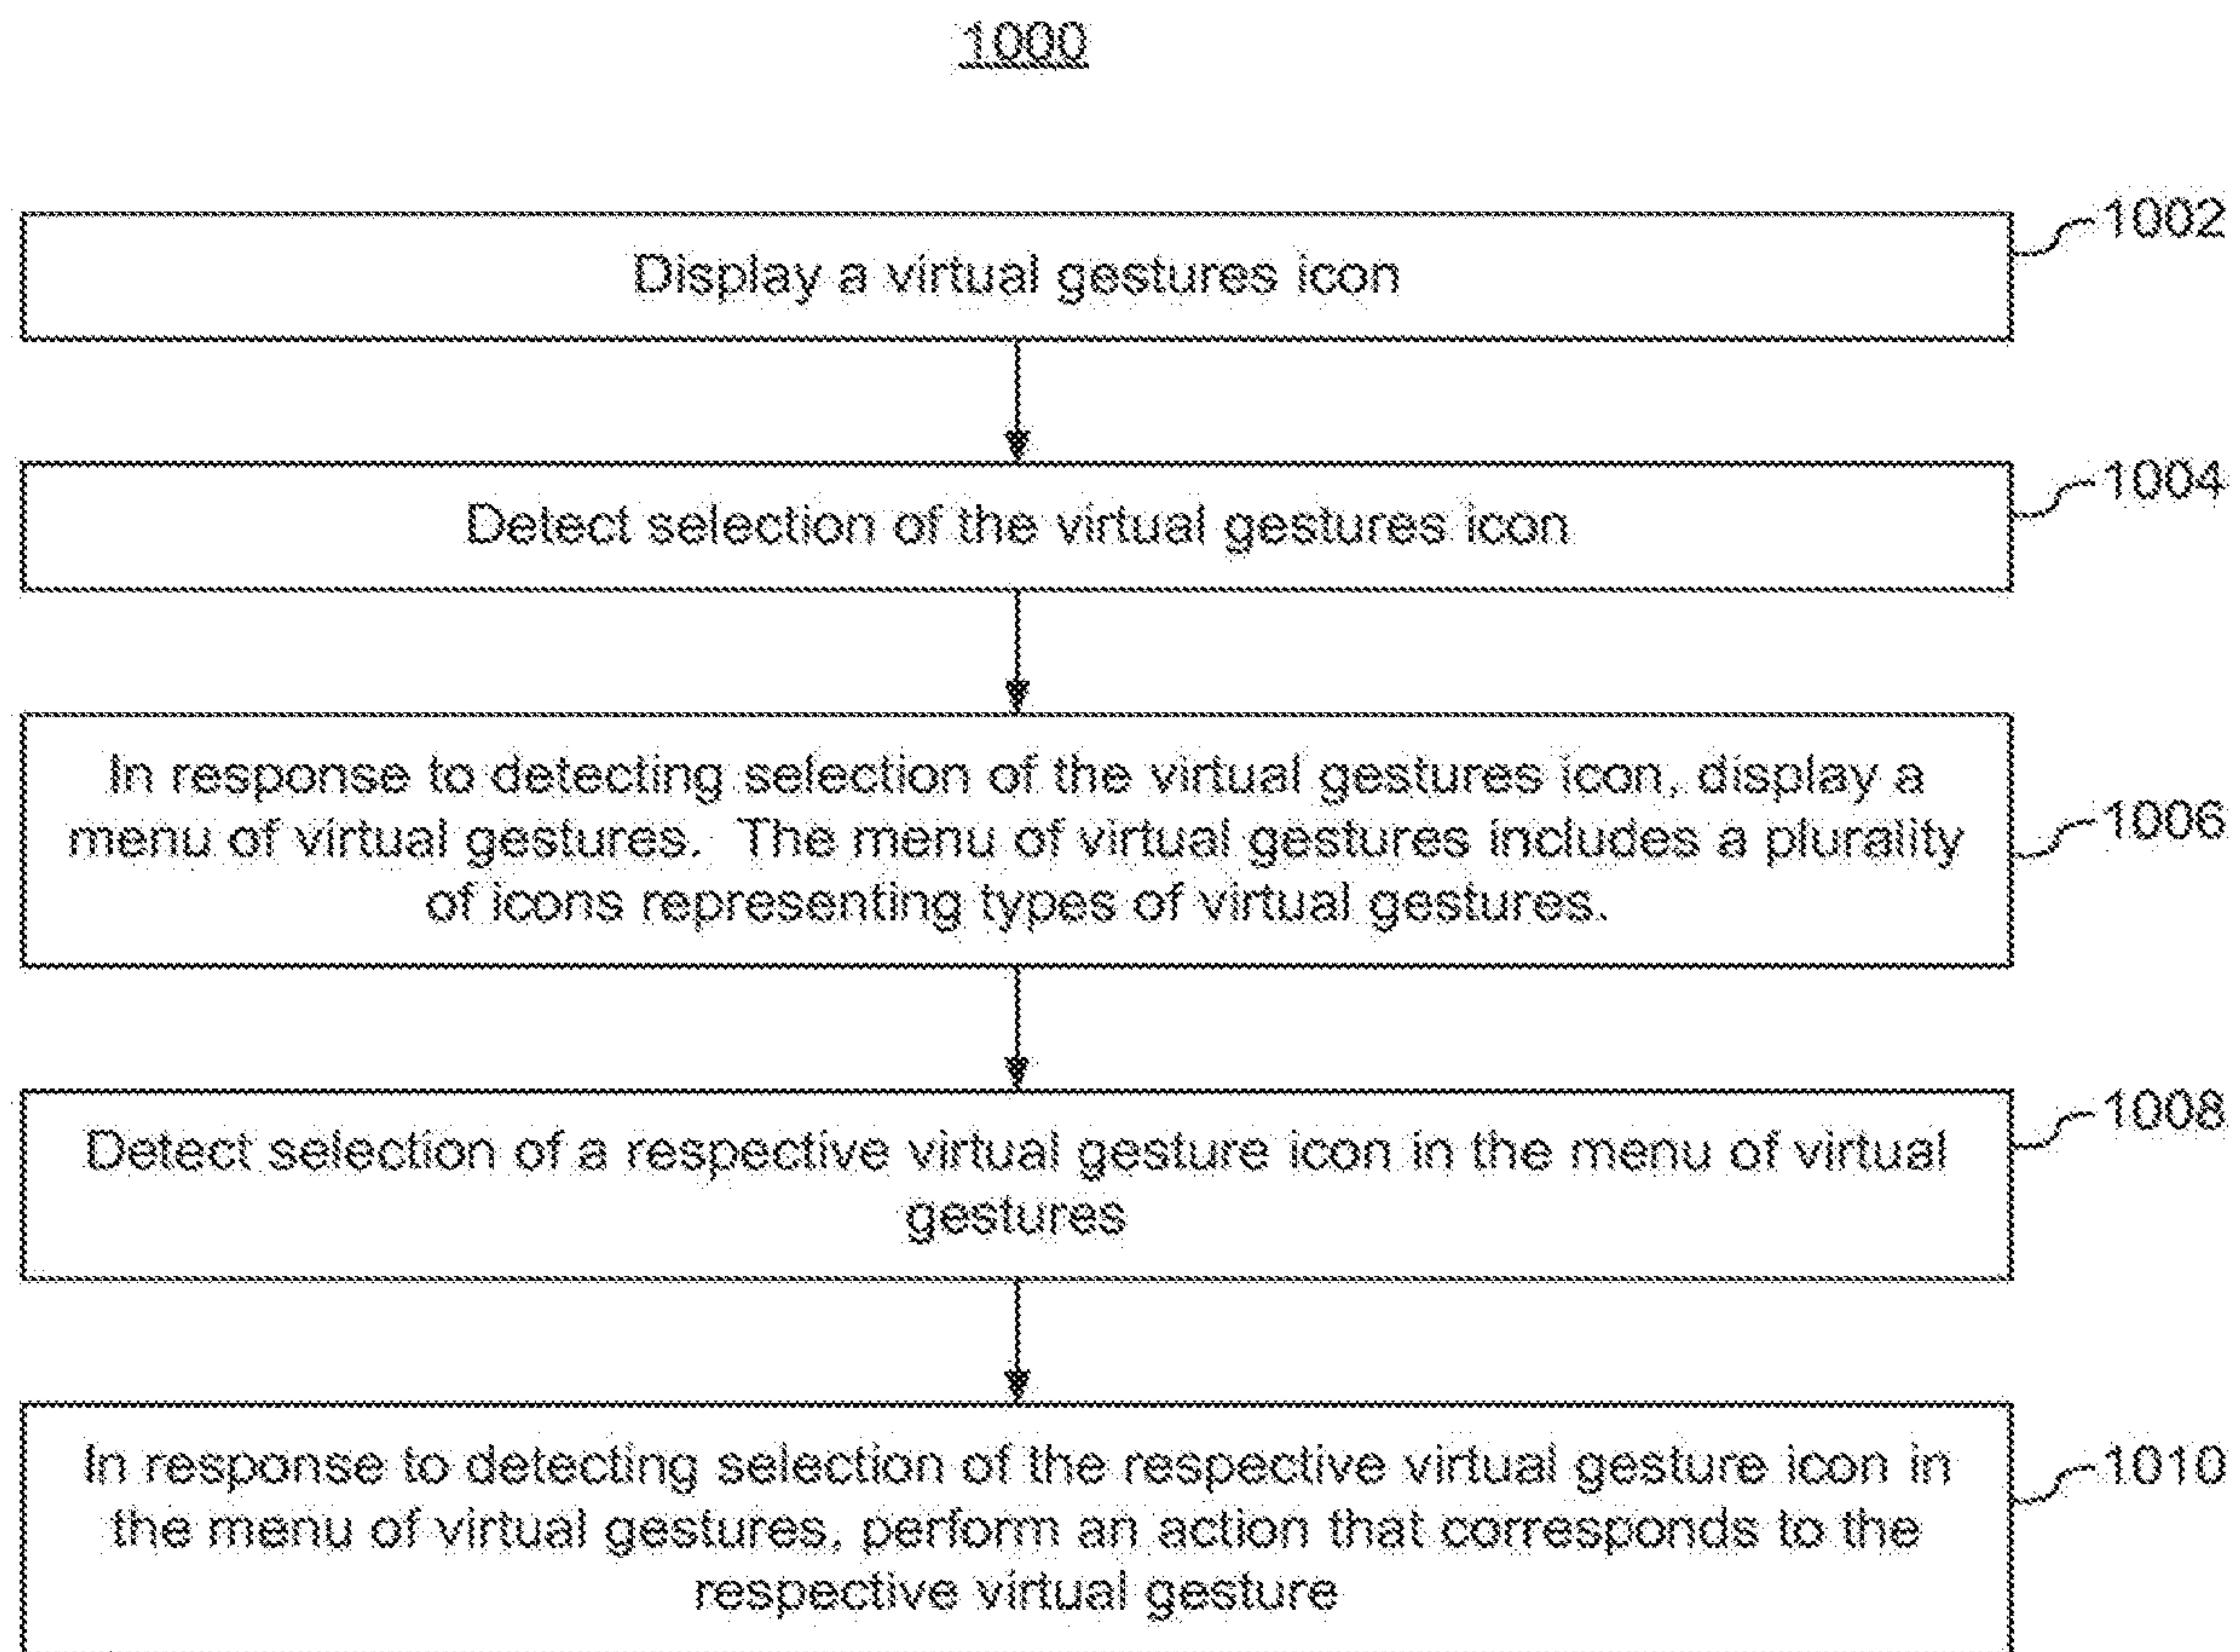 1000
Display a virtual gestures icon
1002
Detect selection of the virtual gestures icon
1004
In response to detecting selection of the virtual gestures icon, display a
menu of virtual gestures. The menu of virtual gestures includes a plurality
of icons representing types of virtual gestures.
1006
Detect selection of a respective virtual gesture icon in the menu of virtual
gestures
1008
In response to detecting selection of the respective virtual gesture icon in
the menu of virtual gestures, perform an action that corresponds to the
respective virtual gesture
1010